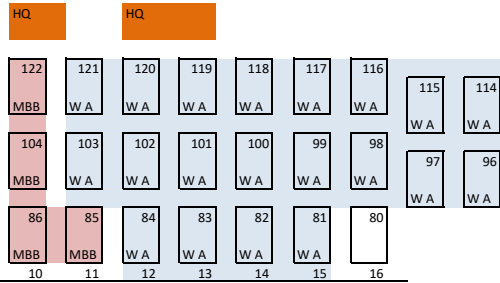 HQ HQ
122 121 120 119 118 117 116
115 114
MBB W A W A W A W A W A W A
W A W A
104 103 102 101 100 99 98
97 96
MBB W A W A W A W A W A W A
W A W A
86 85 84 83 82 81 80
MBB MBB W A W A W A W A
10 11 12 13 14 15 16